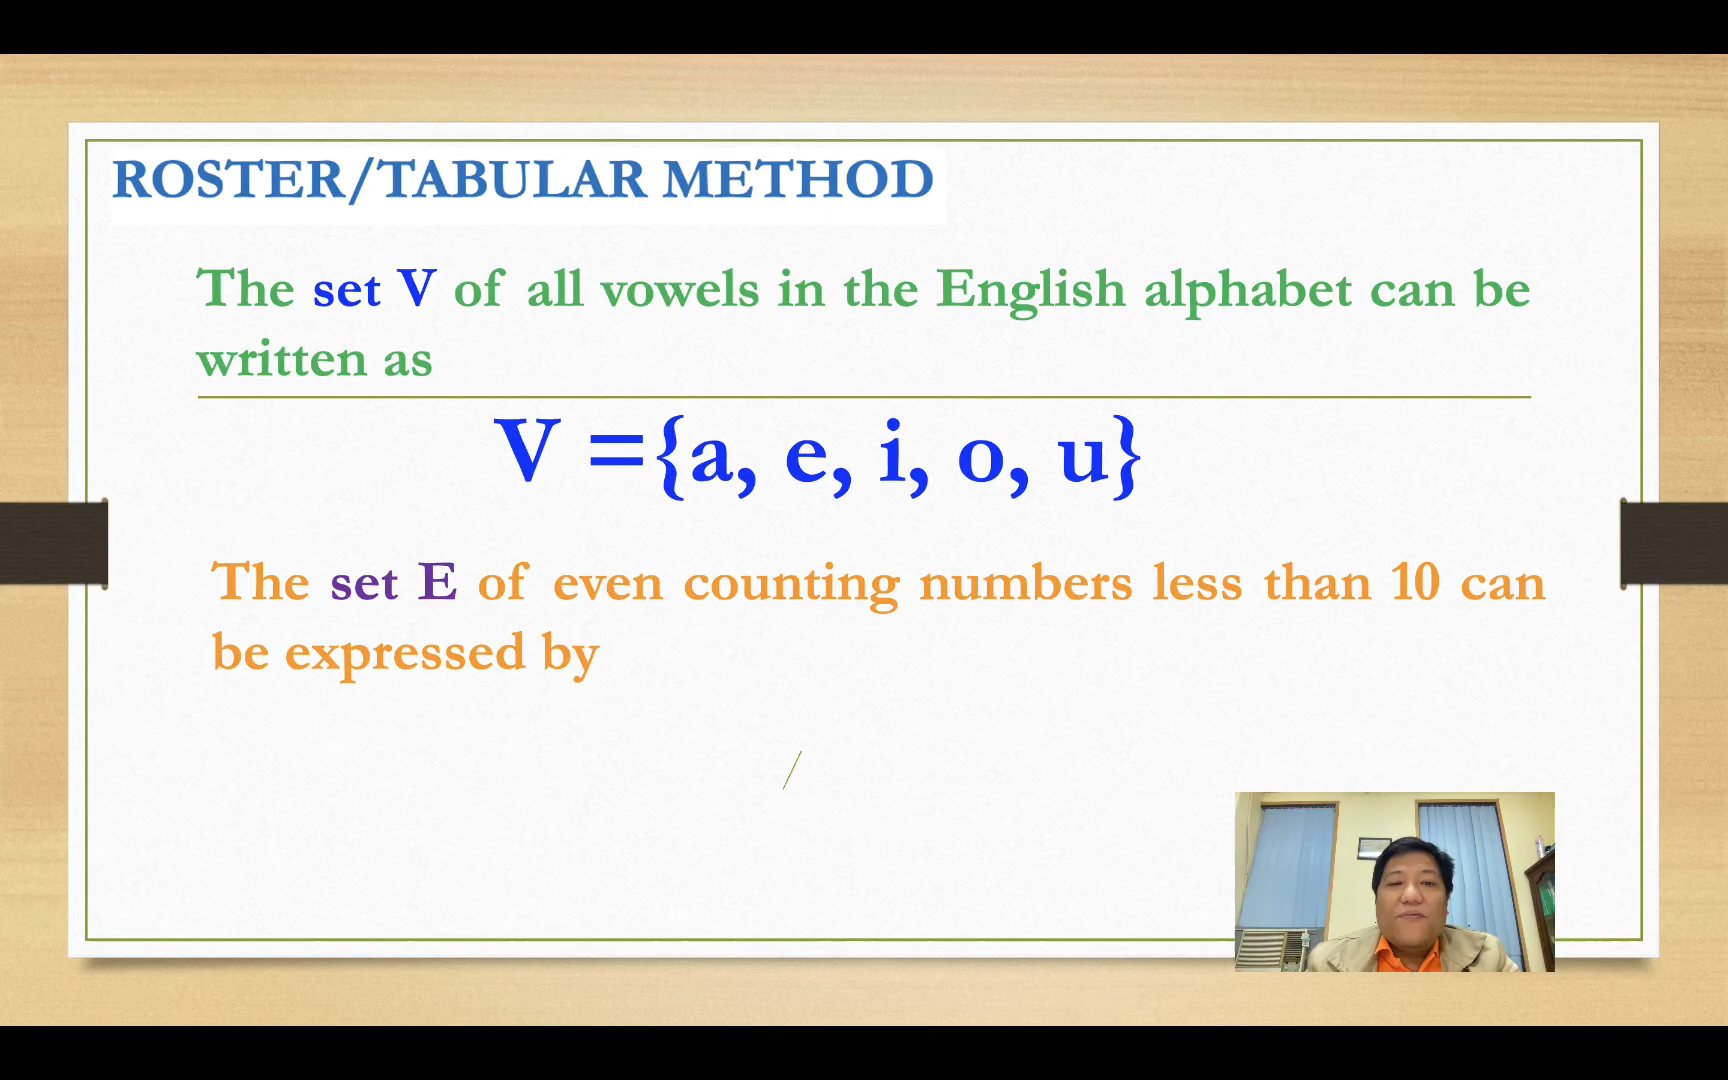 ROSTER/TABULAR METHOD
The set V of all vowels in the English alphabet can be
written as
V ={a, e, i, o, u}
The set E of even counting numbers less than 10 can
be expressed by